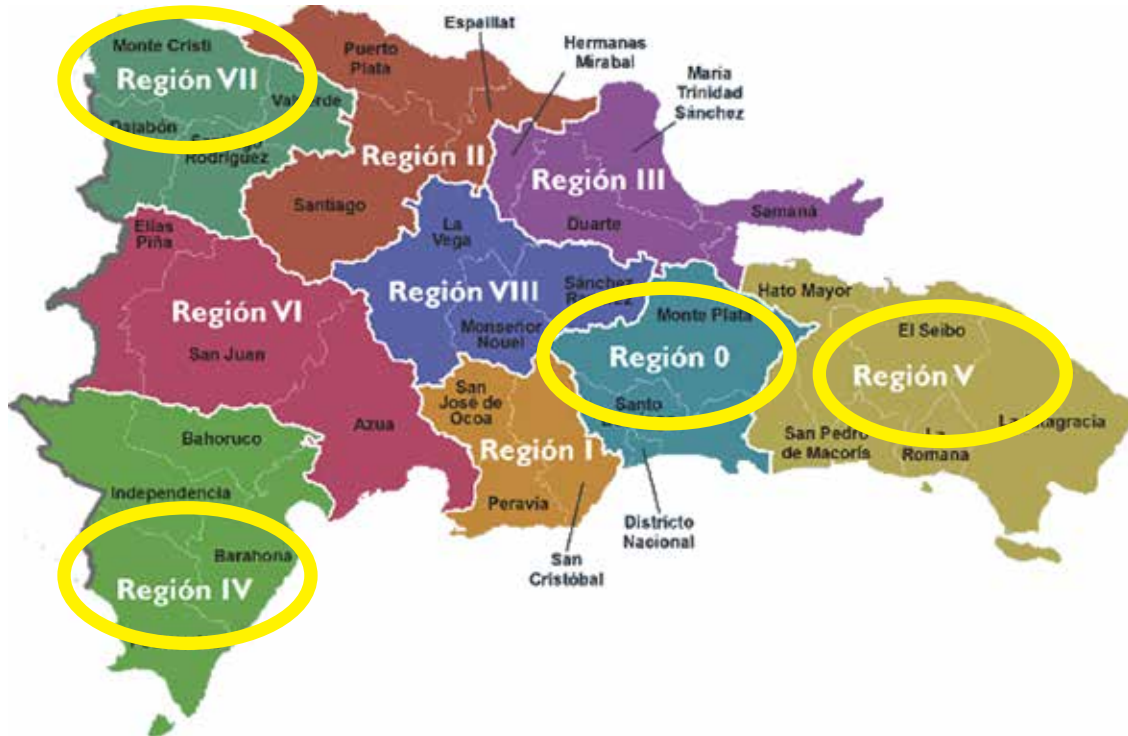 Espaillat
Monte Cristi
Puerto
Plata
Hermanas
Mirabal
Región VII
María
Trinidad
Sánchez
Valverde
Dajabón
Rodríguez
Región II
Región III
Santiago
Samaná
Elías
Piña
La
Vega
Duarte
Región VIII
Sánchez
Hato Mayor
Región VI
Monte Plata
Monseñor
Nouel
El Seibo
San Juan
Región 0
Región V
San
José de
Ocoa
Santo
Azua
La
Bahoruco
San Pedro
de Macorís
La
Romana
Región I
Independencia
Peravia
Districto
Nacional
Barahona
San
Cristóbal
Región IV